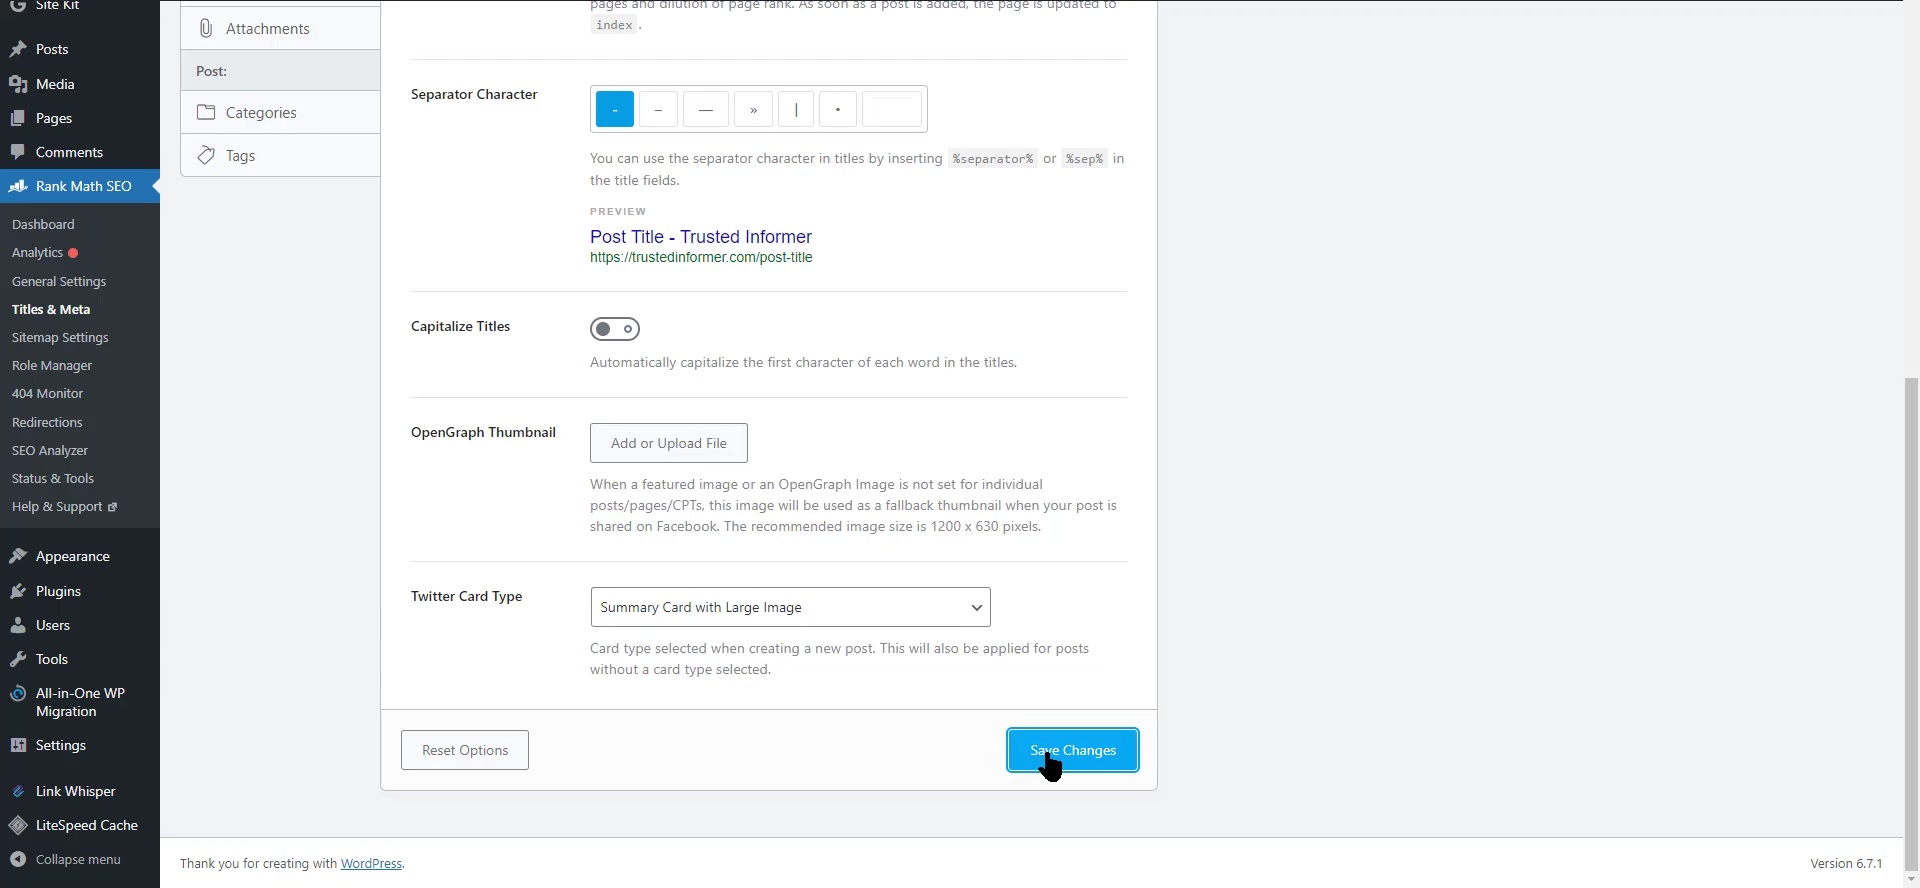 Site Kit
Posts
Media
Pages
Comments
Rank Math SEO
Dashboard
Analytics
General Settings
Titles & Meta
Sitemap Settings
Role Manager
404 Monitor
Redirections
SEO Analyzer
Status & Tools
Help & Support
Appearance
Plugins
Users
Tools
All-in-One WP
Migration
Settings
Link Whisper
LiteSpeed Cache
Collapse menu
Attachments
Post:
Categories
Tags
pages and dilution of page rank. As soon as a post is added, the page is updated to
index.
Separator Character
- – — » | •
You can use the separator character in titles by inserting %separator% or %sep% in
the title fields.
PREVIEW
Post Title - Trusted Informer
https://trustedinformer.com/post-title
Capitalize Titles
Automatically capitalize the first character of each word in the titles.
OpenGraph Thumbnail
Add or Upload File
When a featured image or an OpenGraph Image is not set for individual
posts/pages/CPTs, this image will be used as a fallback thumbnail when your post is
shared on Facebook. The recommended image size is 1200 x 630 pixels.
Twitter Card Type
Summary Card with Large Image
Card type selected when creating a new post. This will also be applied for posts
without a card type selected.
Reset Options
Save Changes
Thank you for creating with WordPress.
Version 6.7.1